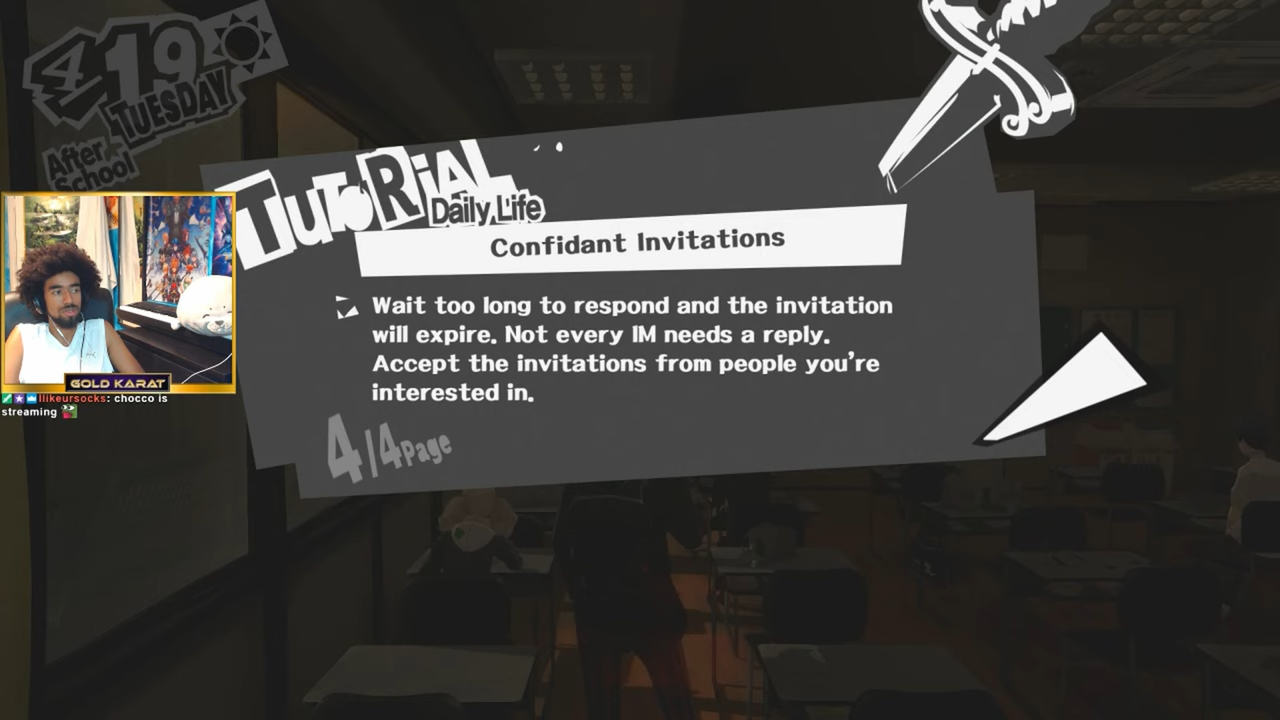 4/19
TUESDAY
After School
TUTORIAL
Daily Life
Confidant Invitations
Wait too long to respond and the invitation
will expire. Not every IM needs a reply.
Accept the invitations from people you're
interested in.
4/4 Page
GOLD KARAT
llikeursocks: chocco is
streaming